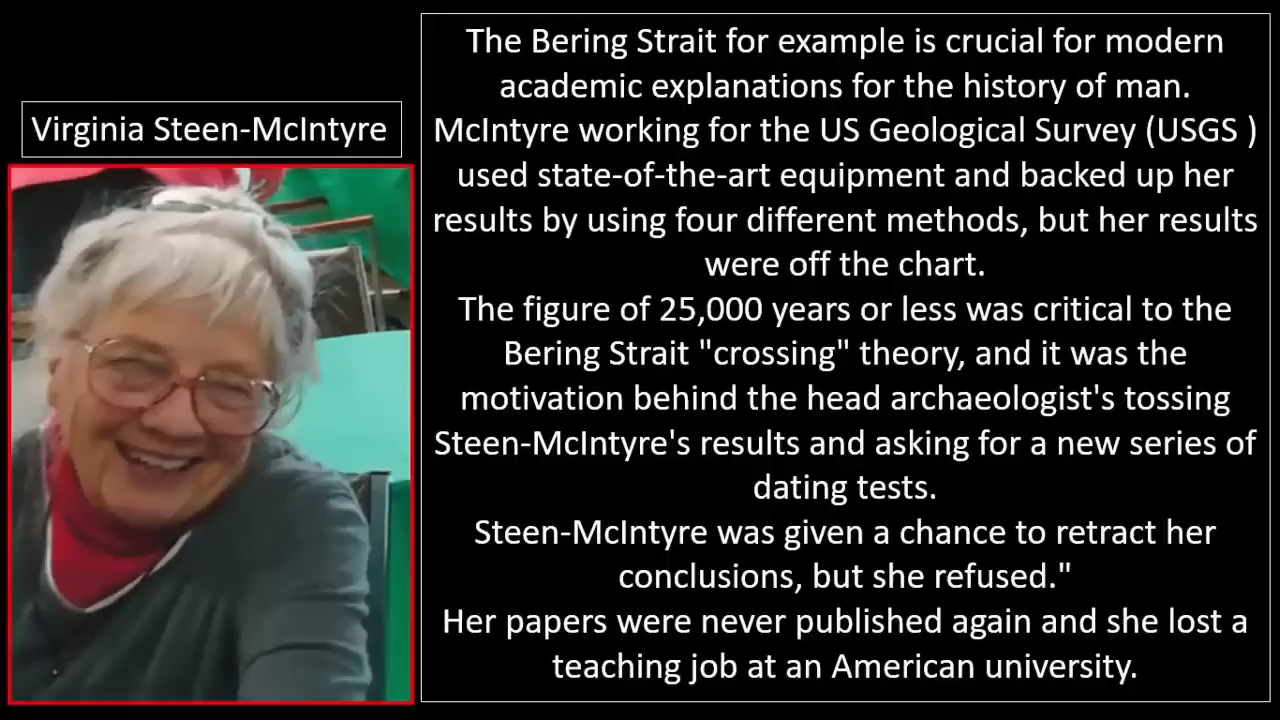 Virginia Steen-McIntyre
The Bering Strait for example is crucial for modern
academic explanations for the history of man.
McIntyre working for the US Geological Survey (USGS )
used state-of-the-art equipment and backed up her
results by using four different methods, but her results
were off the chart.
The figure of 25,000 years or less was critical to the
Bering Strait "crossing" theory, and it was the
motivation behind the head archaeologist's tossing
Steen-McIntyre's results and asking for a new series of
dating tests.
Steen-McIntyre was given a chance to retract her
conclusions, but she refused."
Her papers were never published again and she lost a
teaching job at an American university.